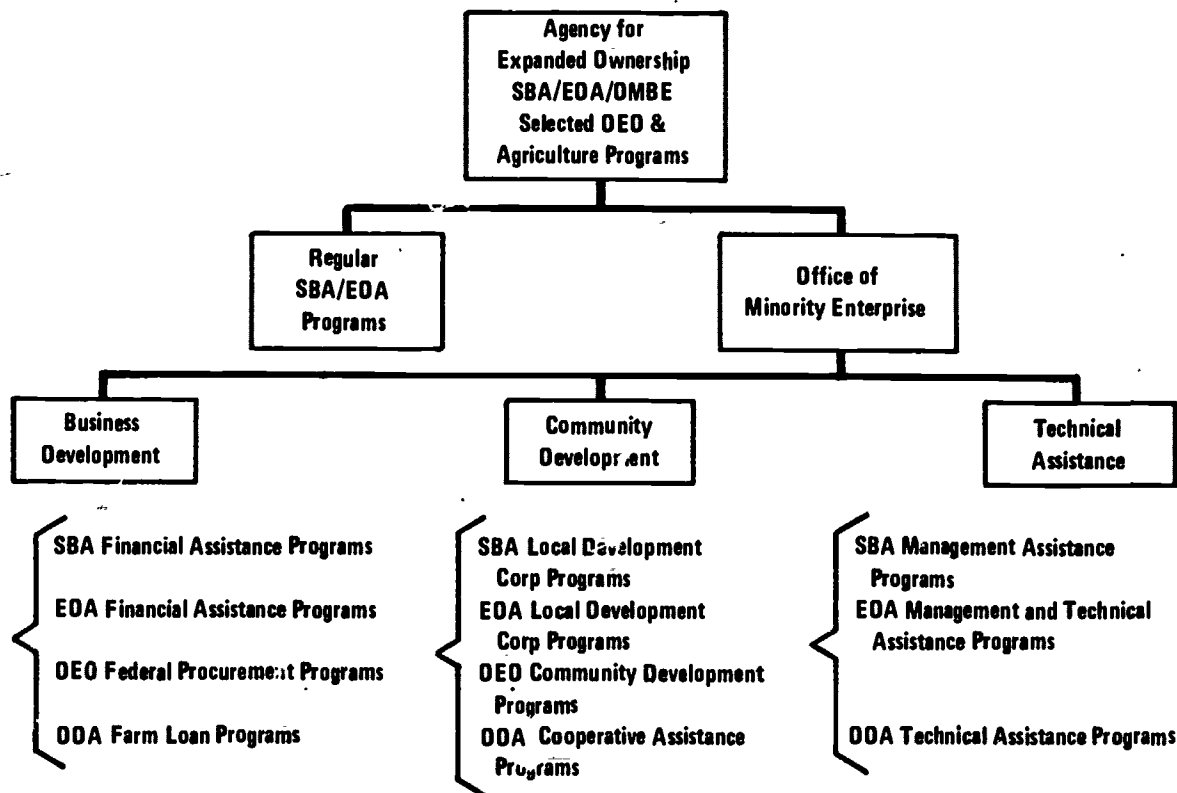 Agency for
Expanded Ownership
SBA/EDA/OMBE
Selected OEO &
Agriculture Programs
Regular
SBA/EDA
Programs
Office of
Minority Enterprise
Business
Development
Community
Development
Technical
Assistance
SBA Financial Assistance Programs
EDA Financial Assistance Programs
OEO Federal Procurement Programs
DOA Farm Loan Programs
SBA Local Development
Corp Programs
EDA Local Development
Corp Programs
OEO Community Development
Programs
DOA Cooperative Assistance
Programs
SBA Management Assistance
Programs
EDA Management and Technical
Assistance Programs
DOA Technical Assistance Programs